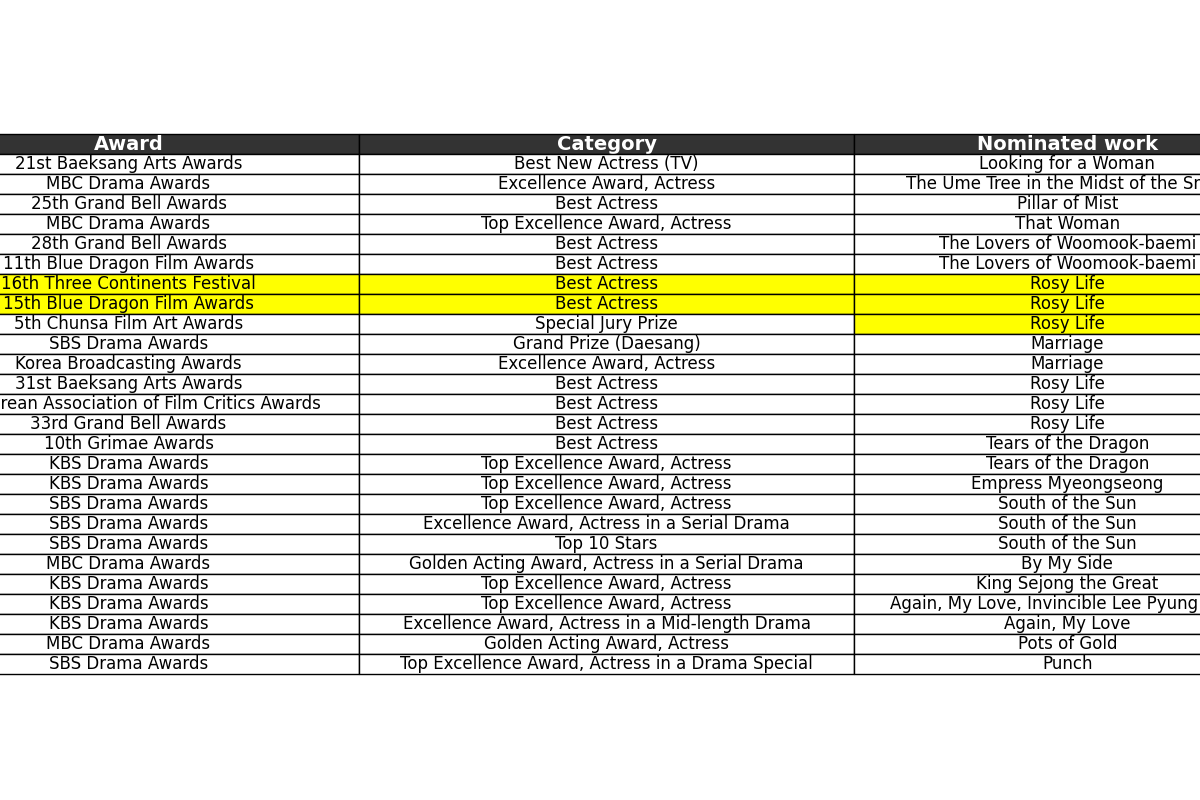 Award Category Nominated work
21st Baeksang Arts Awards Best New Actress (TV) Looking for a Woman
MBC Drama Awards Excellence Award, Actress The Ume Tree in the Midst of the
25th Grand Bell Awards Best Actress Pillar of Mist
MBC Drama Awards Top Excellence Award, Actress That Woman
28th Grand Bell Awards Best Actress The Lovers of Woomook-baemi
11th Blue Dragon Film Awards Best Actress The Lovers of Woomook-baemi
16th Three Continents Festival Best Actress Rosy Life
15th Blue Dragon Film Awards Best Actress Rosy Life
5th Chunsa Film Art Awards Special Jury Prize Rosy Life
SBS Drama Awards Grand Prize (Daesang) Marriage
Korea Broadcasting Awards Excellence Award, Actress Marriage
31st Baeksang Arts Awards Best Actress Rosy Life
Association of Film Critics Awards Best Actress Rosy Life
33rd Grand Bell Awards Best Actress Rosy Life
10th Grimae Awards Best Actress Tears of the Dragon
KBS Drama Awards Top Excellence Award, Actress Tears of the Dragon
KBS Drama Awards Top Excellence Award, Actress Empress Myeongseong
SBS Drama Awards Top Excellence Award, Actress South of the Sun
SBS Drama Awards Excellence Award, Actress in a Serial Drama South of the Sun
SBS Drama Awards Top 10 Stars South of the Sun
MBC Drama Awards Golden Acting Award, Actress in a Serial Drama By My Side
KBS Drama Awards Top Excellence Award, Actress King Sejong the Great
KBS Drama Awards Top Excellence Award, Actress Again, My Love, Invincible Lee Pyung
KBS Drama Awards Excellence Award, Actress in a Mid-length Drama Again, My Love
MBC Drama Awards Golden Acting Award, Actress Pots of Gold
SBS Drama Awards Top Excellence Award, Actress in a Drama Special Punch